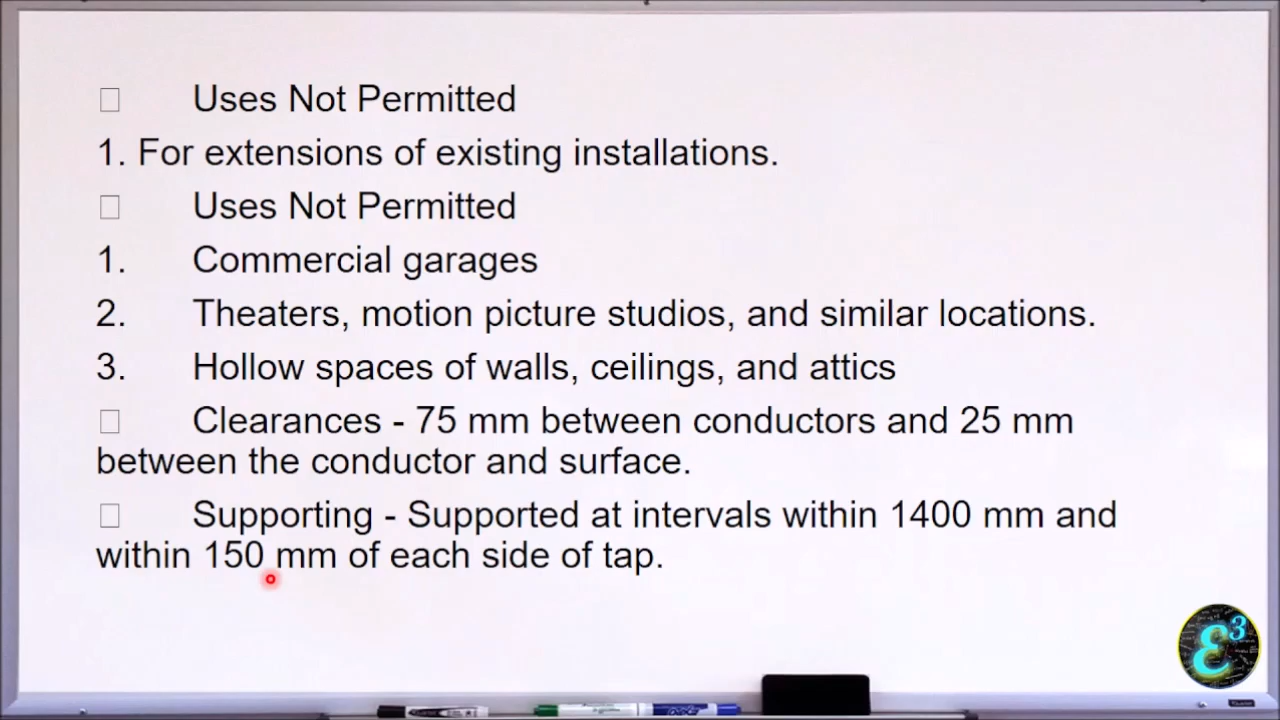 Uses Not Permitted
1. For extensions of existing installations.
Uses Not Permitted
1. Commercial garages
2. Theaters, motion picture studios, and similar locations.
3. Hollow spaces of walls, ceilings, and attics
Clearances - 75 mm between conductors and 25 mm
between the conductor and surface.
Supporting - Supported at intervals within 1400 mm and
within 150 mm of each side of tap.
ε3